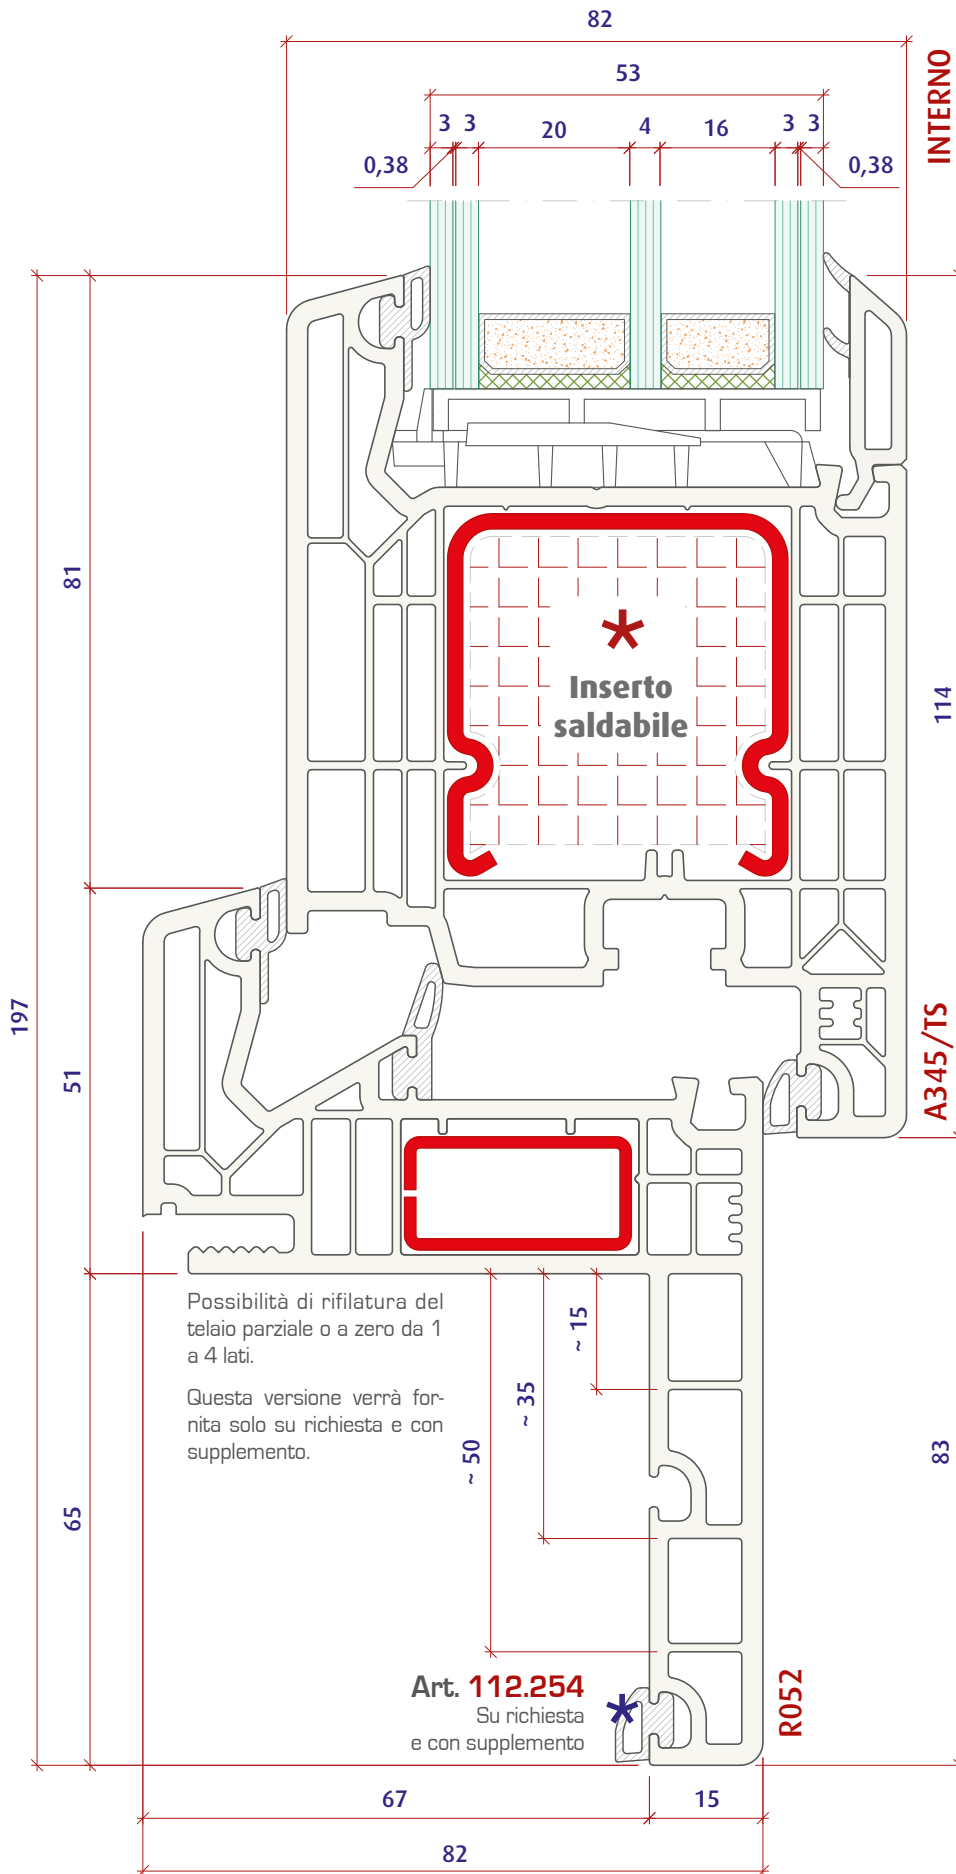 82
INTERNO
53
3 3 20 4 16 3 3
0,38
0,38
81
*
Inserto
saldabile
114
197
51
A345/TS
Possibilità di rifilatura del
telaio parziale o a zero da 1
a 4 lati.
Questa versione verrà for-
nita solo su richiesta e con
supplemento.
~ 15
~ 35
~ 50
83
65
Art. 112.254
Su richiesta
e con supplemento
*
R052
67
15
82